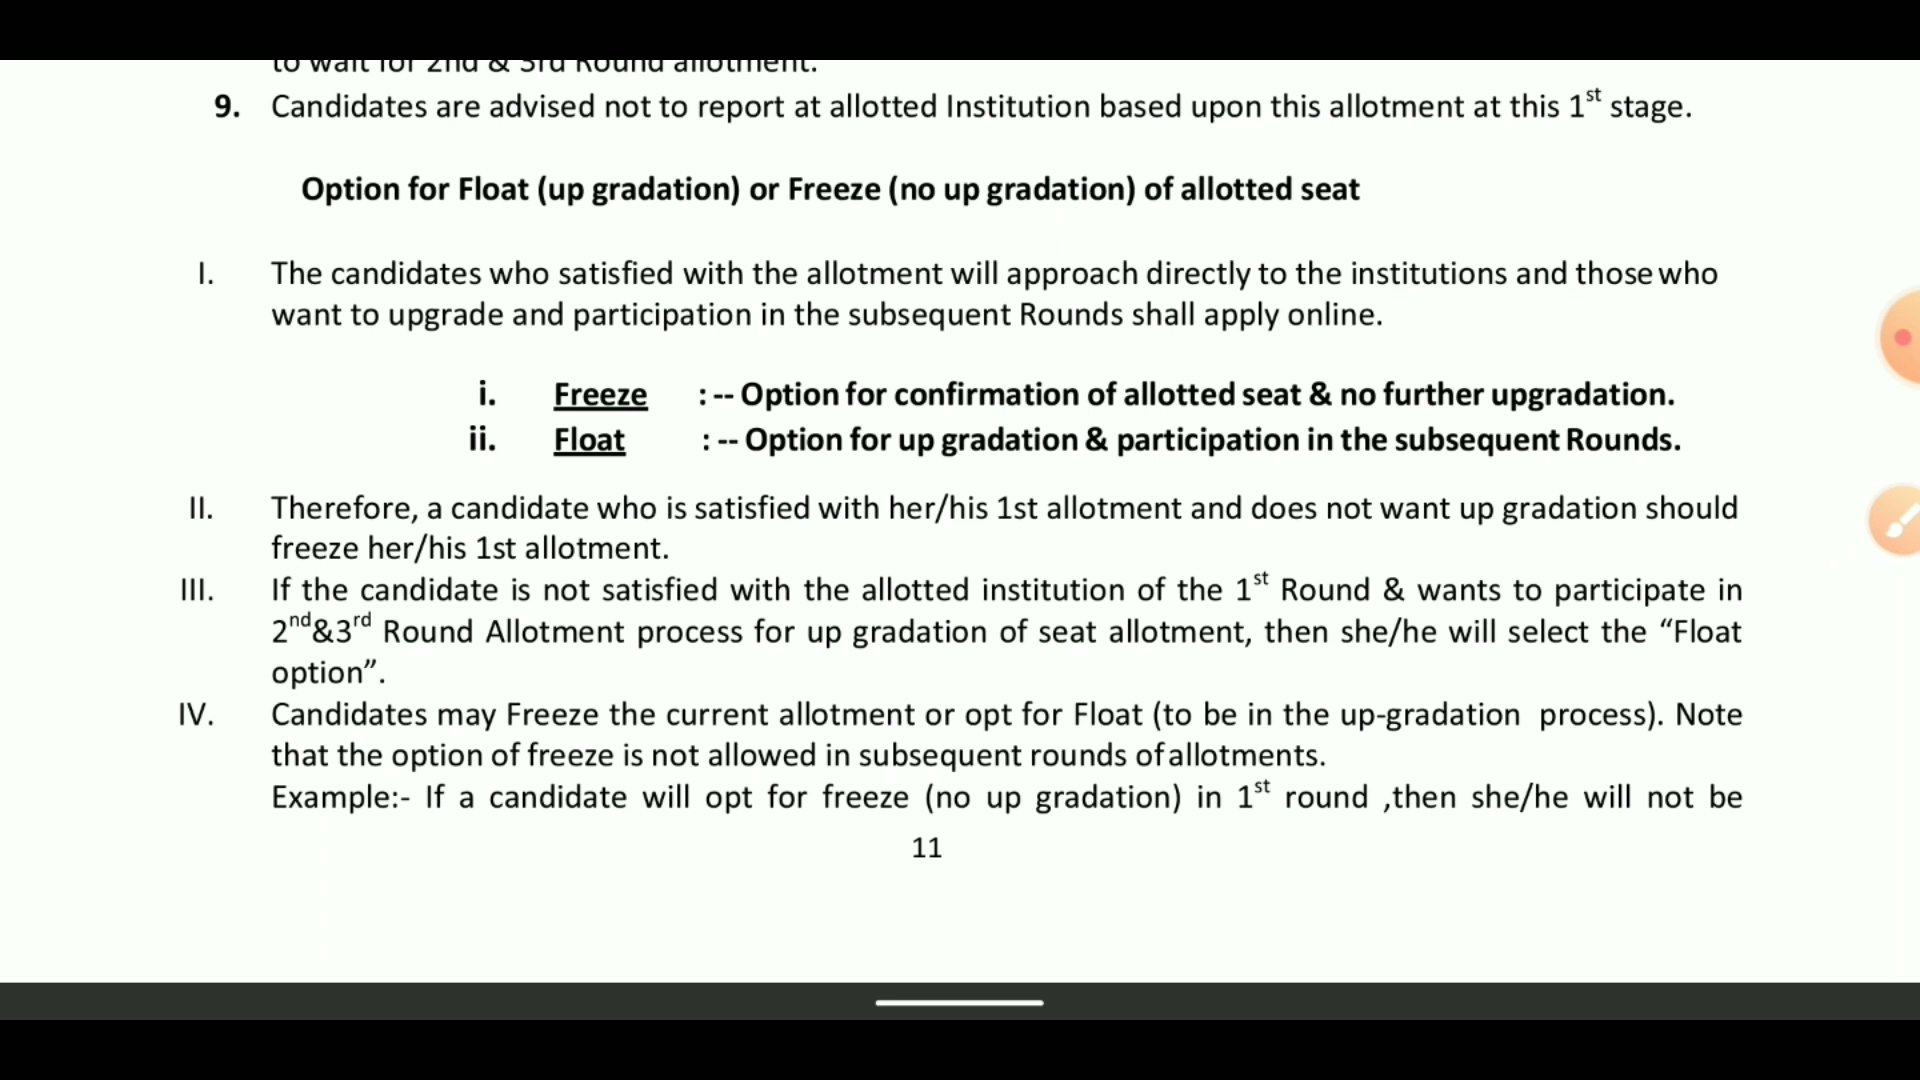 to wait for 2nd & 3rd Round allotment.
9. Candidates are advised not to report at allotted Institution based upon this allotment at this 1st stage.
Option for Float (up gradation) or Freeze (no up gradation) of allotted seat
I. The candidates who satisfied with the allotment will approach directly to the institutions and those who
want to upgrade and participation in the subsequent Rounds shall apply online.
i. Freeze :-- Option for confirmation of allotted seat & no further upgradation.
ii. Float :-- Option for up gradation & participation in the subsequent Rounds.
II. Therefore, a candidate who is satisfied with her/his 1st allotment and does not want up gradation should
freeze her/his 1st allotment.
III. If the candidate is not satisfied with the allotted institution of the 1st Round & wants to participate in
2nd&3rd Round Allotment process for up gradation of seat allotment, then she/he will select the “Float
option”.
IV. Candidates may Freeze the current allotment or opt for Float (to be in the up-gradation process). Note
that the option of freeze is not allowed in subsequent rounds of allotments.
Example:- If a candidate will opt for freeze (no up gradation) in 1st round ,then she/he will not be
11